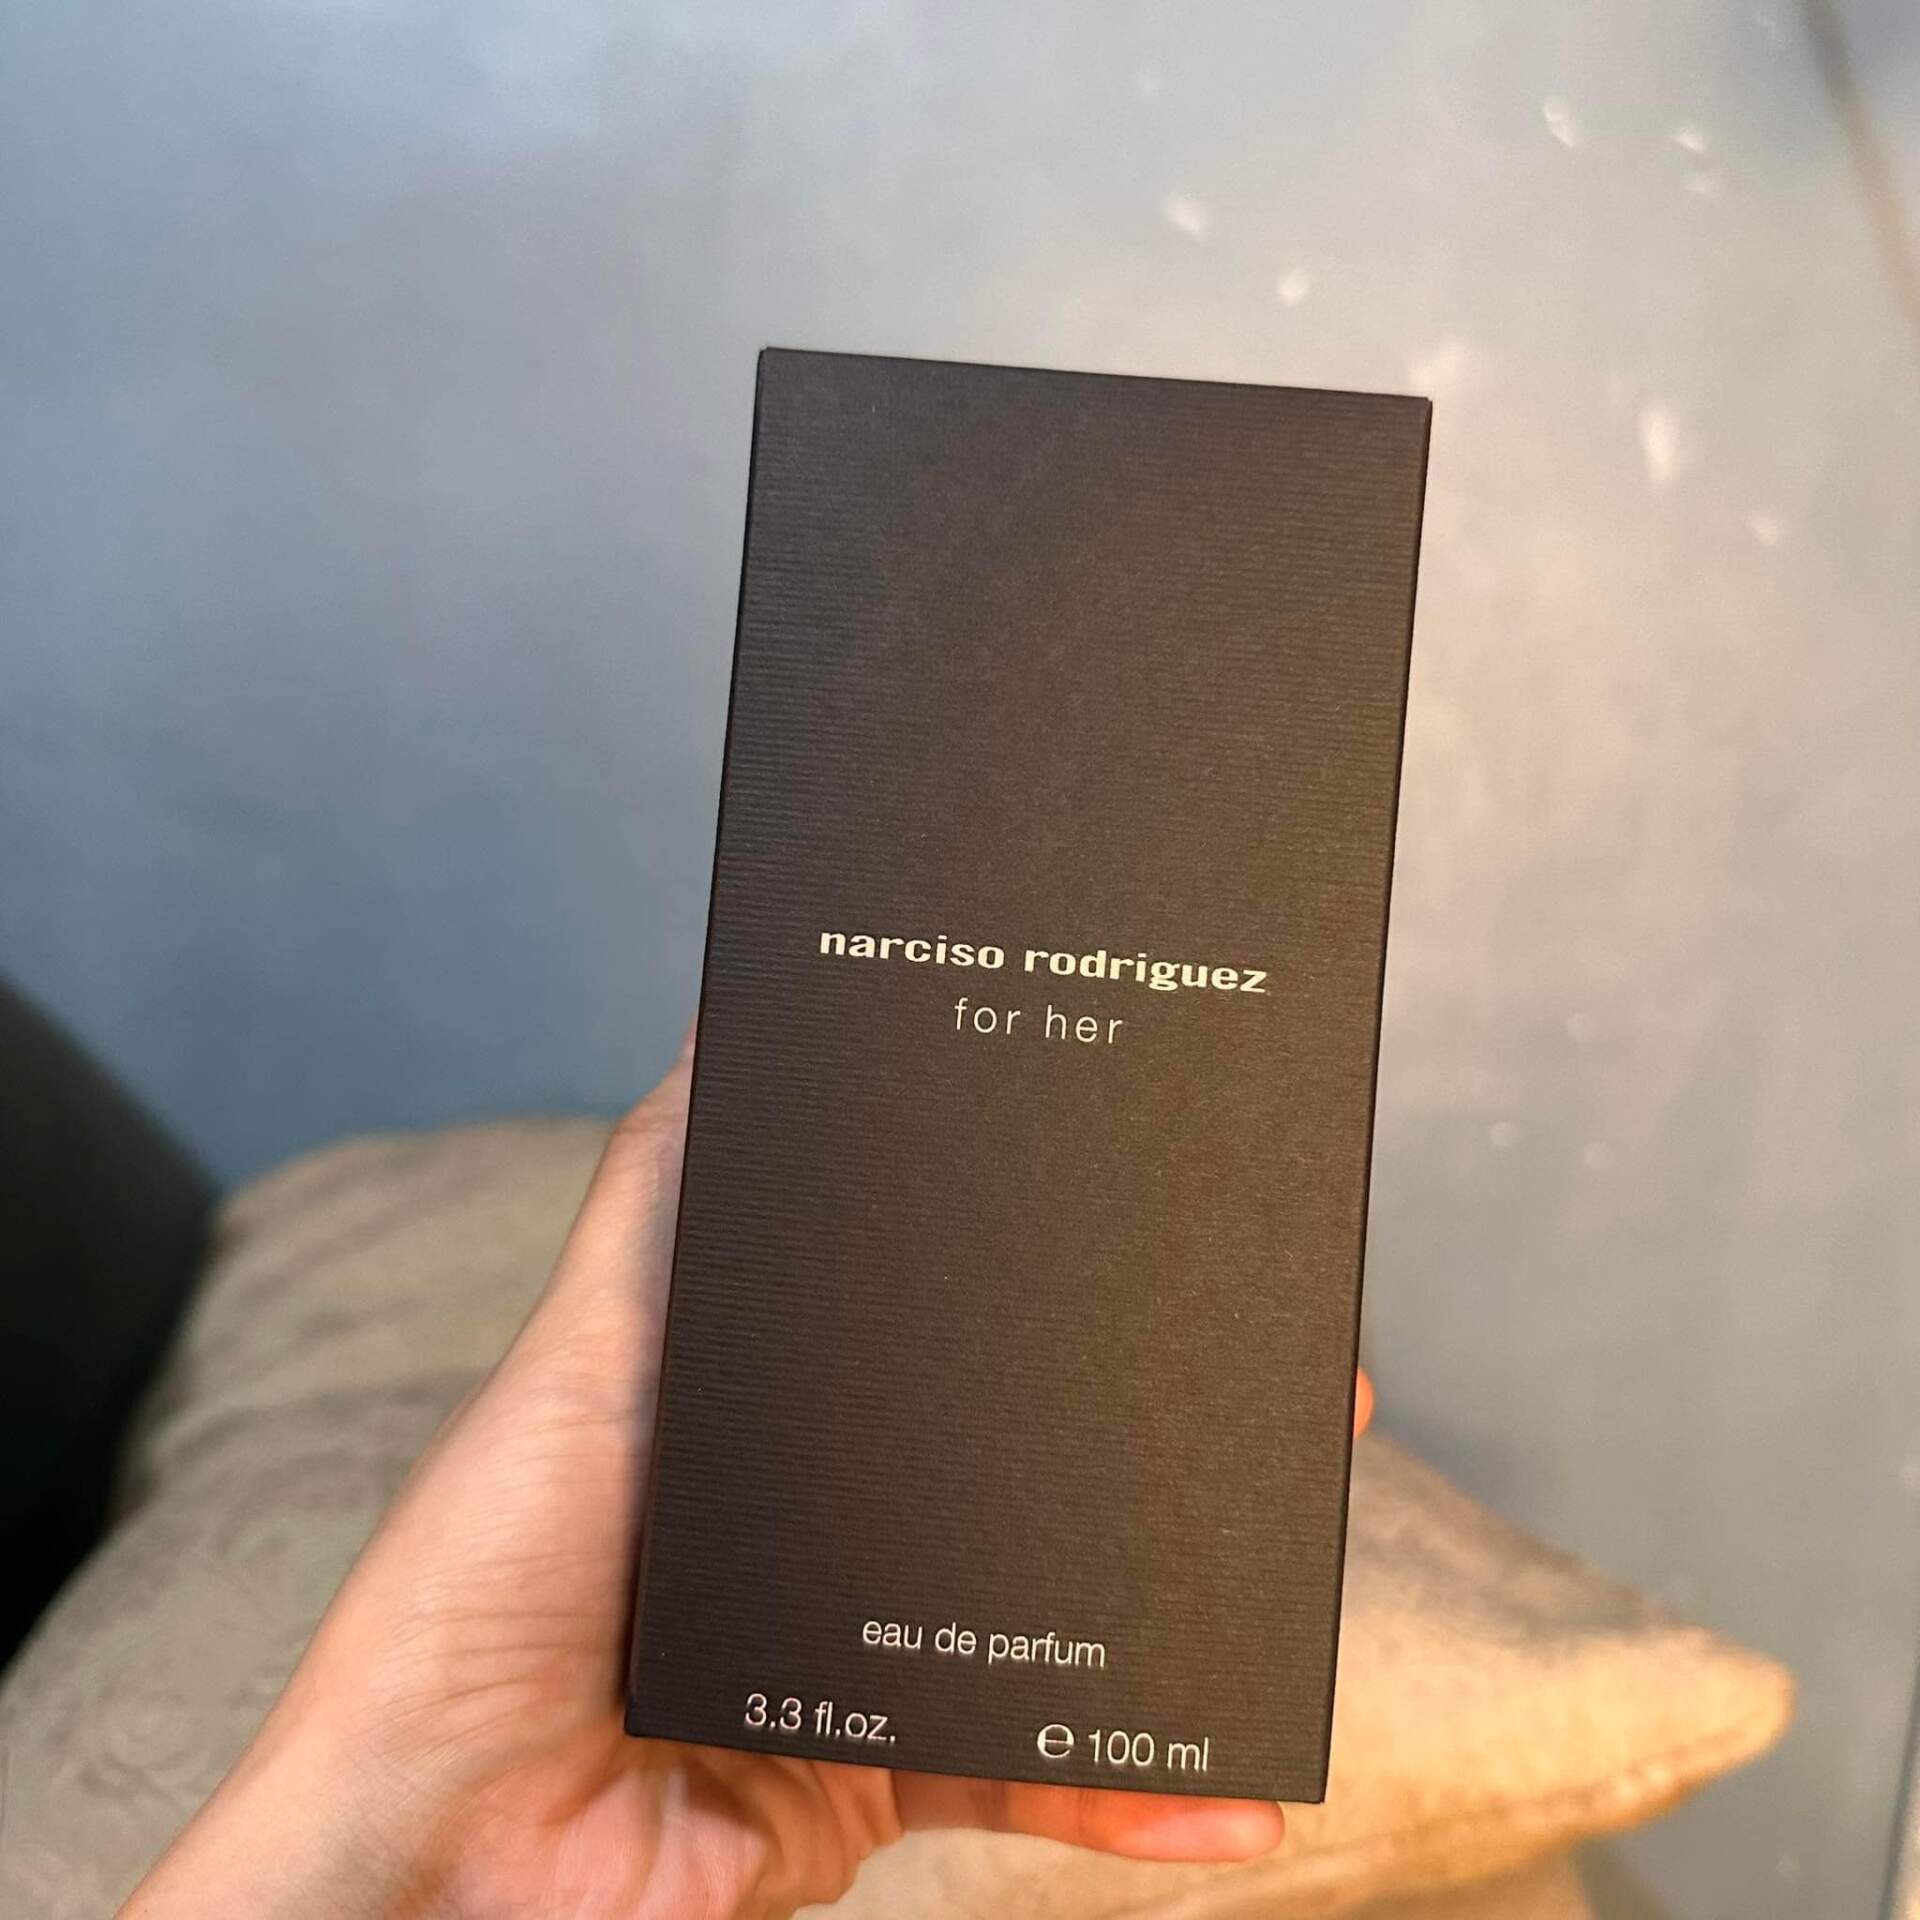 narciso rodriguez
for her
eau de parfum
3.3 fl.oz. ℮ 100 ml